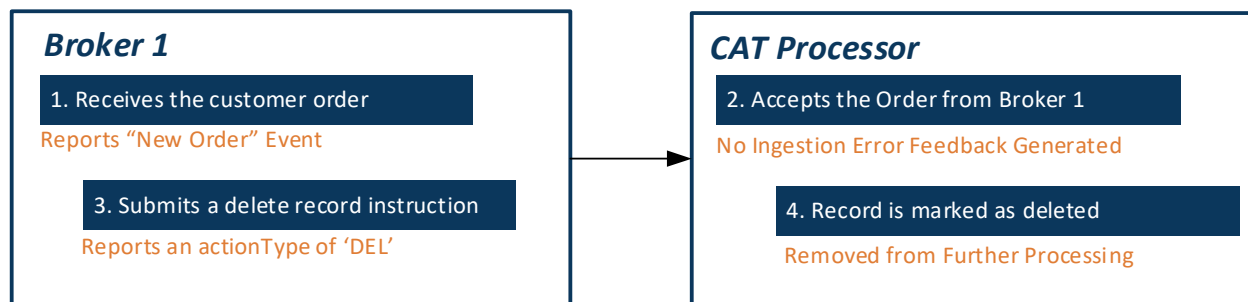 Broker 1
1. Receives the customer order
Reports “New Order” Event
3. Submits a delete record instruction
Reports an actionType of ‘DEL’
CAT Processor
2. Accepts the Order from Broker 1
No Ingestion Error Feedback Generated
4. Record is marked as deleted
Removed from Further Processing